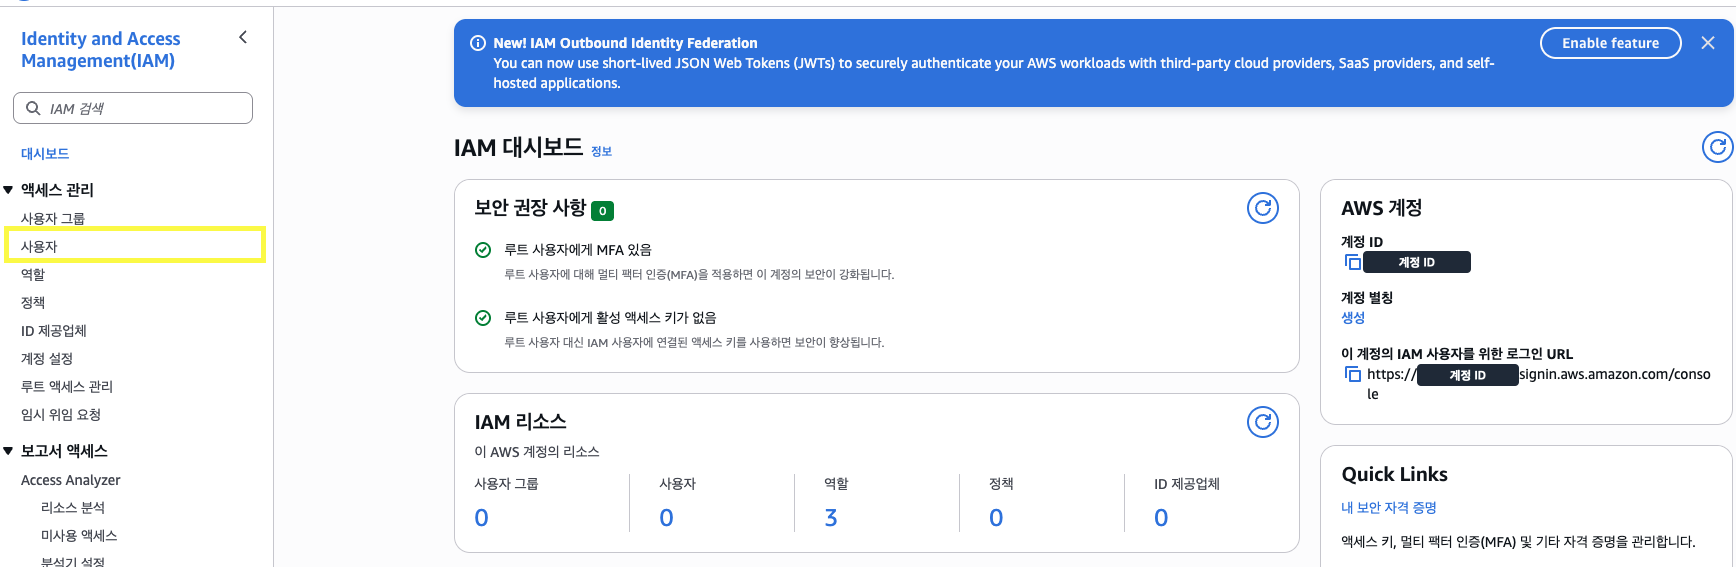 Identity and Access
Management(IAM)
IAM 검색
대시보드
액세스 관리
사용자 그룹
사용자
역할
정책
ID 제공업체
계정 설정
루트 액세스 관리
임시 위임 요청
보고서 액세스
Access Analyzer
리소스 분석
미사용 액세스
분석기 설정
New! IAM Outbound Identity Federation
You can now use short-lived JSON Web Tokens (JWTs) to securely authenticate your AWS workloads with third-party cloud providers, SaaS providers, and self-
hosted applications.
Enable feature
IAM 대시보드 정보
보안 권장 사항 0
루트 사용자에게 MFA 있음
루트 사용자에 대해 멀티 팩터 인증(MFA)을 적용하면 이 계정의 보안이 강화됩니다.
루트 사용자에게 활성 액세스 키가 없음
루트 사용자 대신 IAM 사용자에 연결된 액세스 키를 사용하면 보안이 향상됩니다.
IAM 리소스
이 AWS 계정의 리소스
사용자 그룹 사용자 역할 정책 ID 제공업체
0 0 3 0 0
AWS 계정
계정 ID
계정 ID
계정 별칭
생성
이 계정의 IAM 사용자를 위한 로그인 URL
https:// 계정 ID signin.aws.amazon.com/conso
le
Quick Links
내 보안 자격 증명
액세스 키, 멀티 팩터 인증(MFA) 및 기타 자격 증명을 관리합니다.